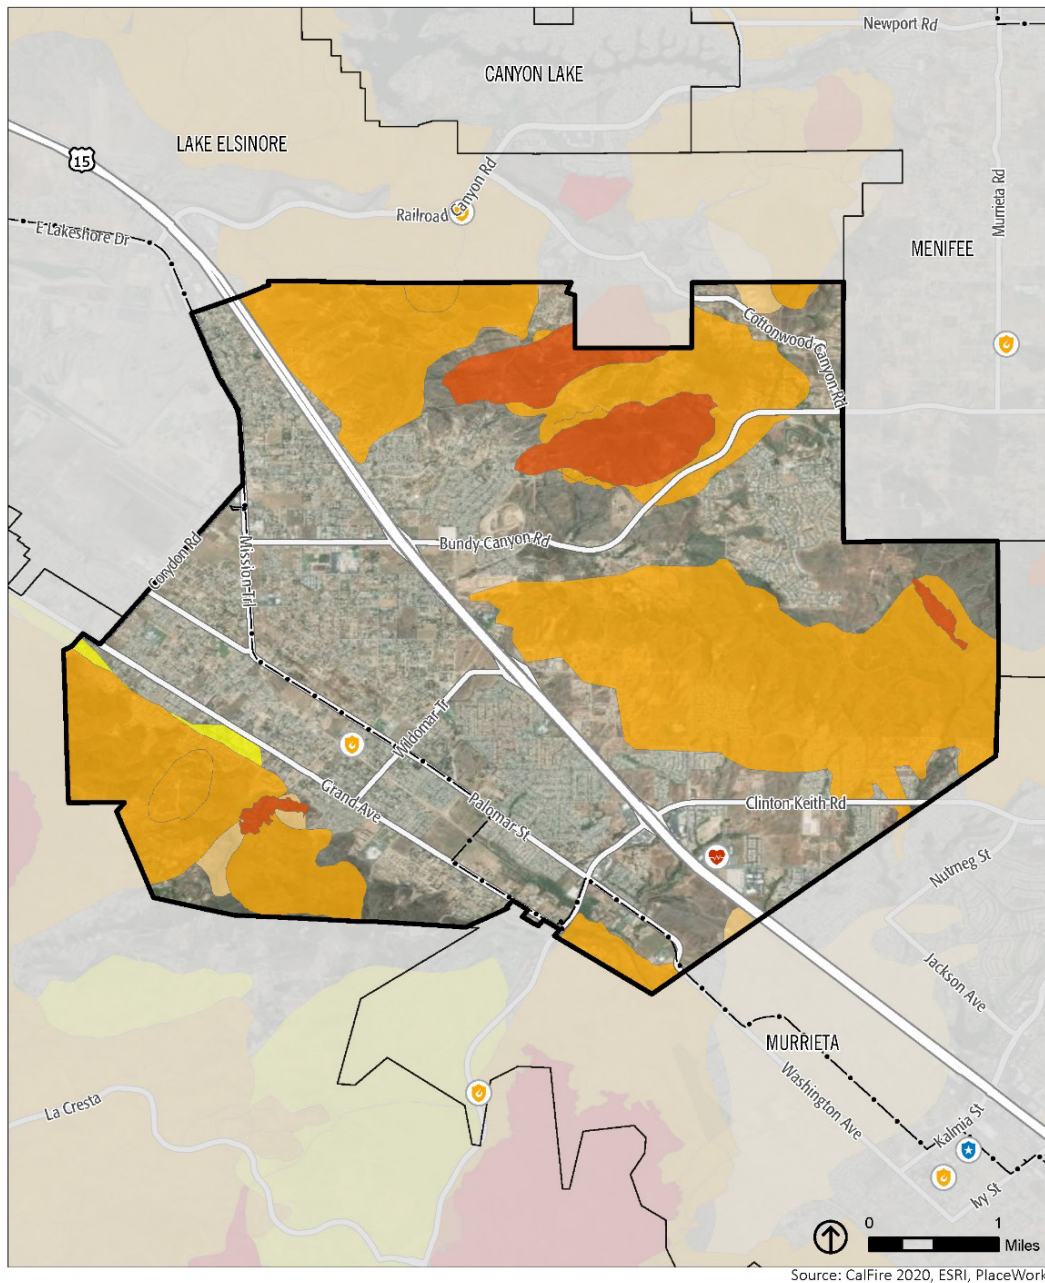 Newport Rd
CANYON LAKE
LAKE ELSINORE
15
Railroad Canyon Rd
Murrieta Rd
E Lakeshore Dr
MENIFEE
Cottonwood Canyon Rd
Bundy Canyon Rd
Corydon Rd
Mission Trl
Wildomar Tr
Grand Ave
Palomar St
Clinton Keith Rd
Nutmeg St
Jackson Ave
MURRIETA
Washington Ave
La Cresta
Kalmia St
Ivy St
0 1
Miles
Source: CalFire 2020, ESRI, PlaceWork